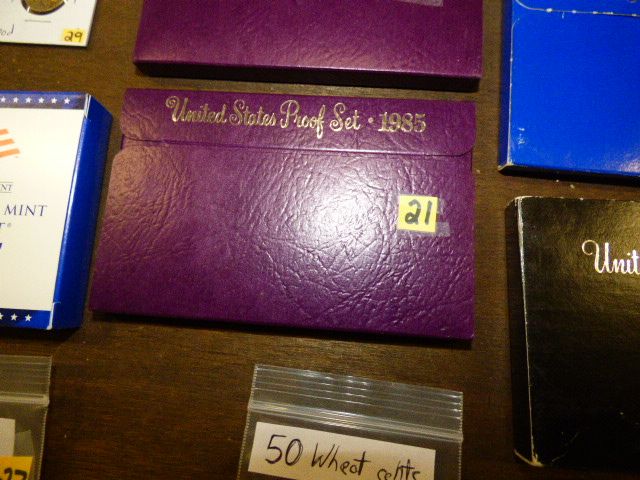 29
United States Proof Set · 1985
21
MINT
50 Wheat cents
Unit